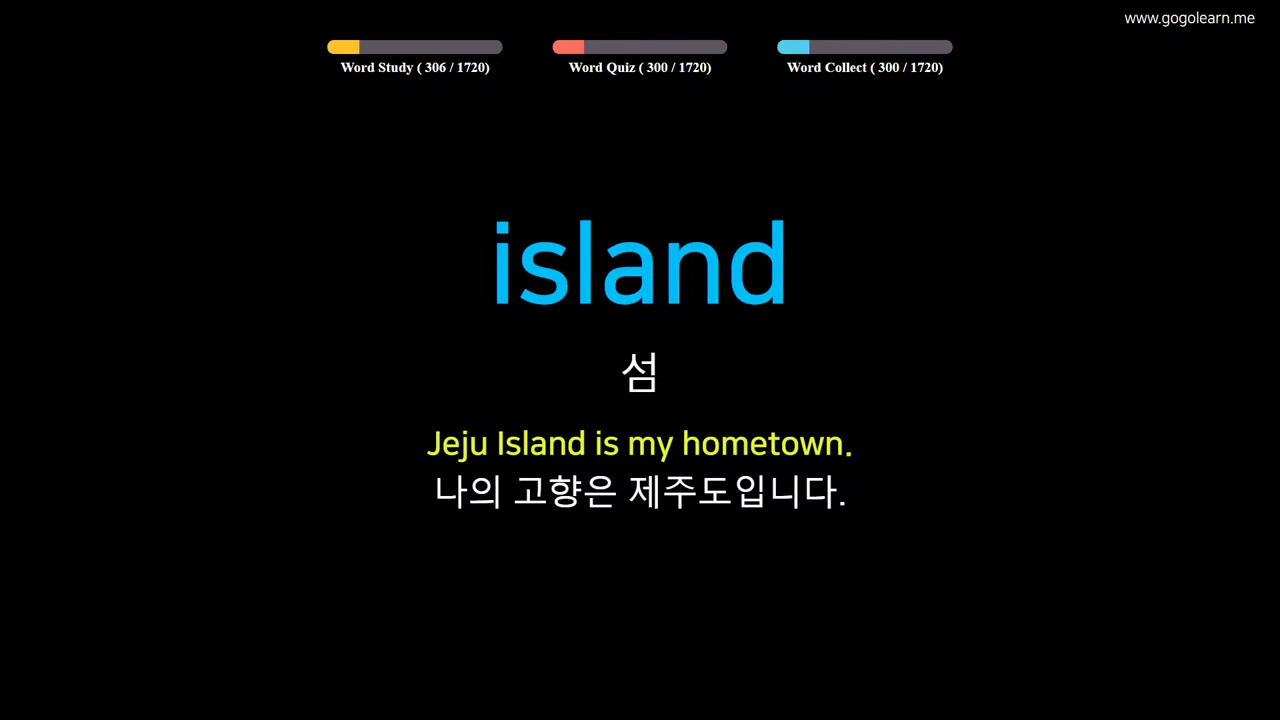 www.gogolearn.me
Word Study ( 306 / 1720)
Word Quiz ( 300 / 1720)
Word Collect ( 300 / 1720)
island
섬
Jeju Island is my hometown.
나의 고향은 제주도입니다.